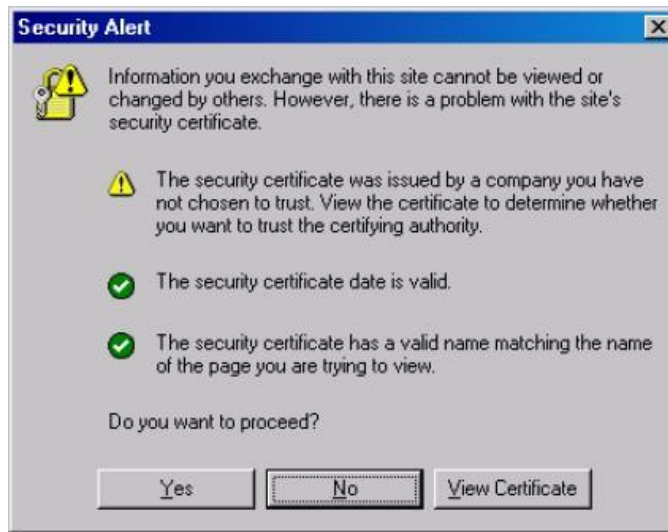 Security Alert
Information you exchange with this site cannot be viewed or
changed by others. However, there is a problem with the site's
security certificate.
The security certificate was issued by a company you have
not chosen to trust. View the certificate to determine whether
you want to trust the certifying authority.
The security certificate date is valid.
The security certificate has a valid name matching the name
of the page you are trying to view.
Do you want to proceed?
Yes No View Certificate